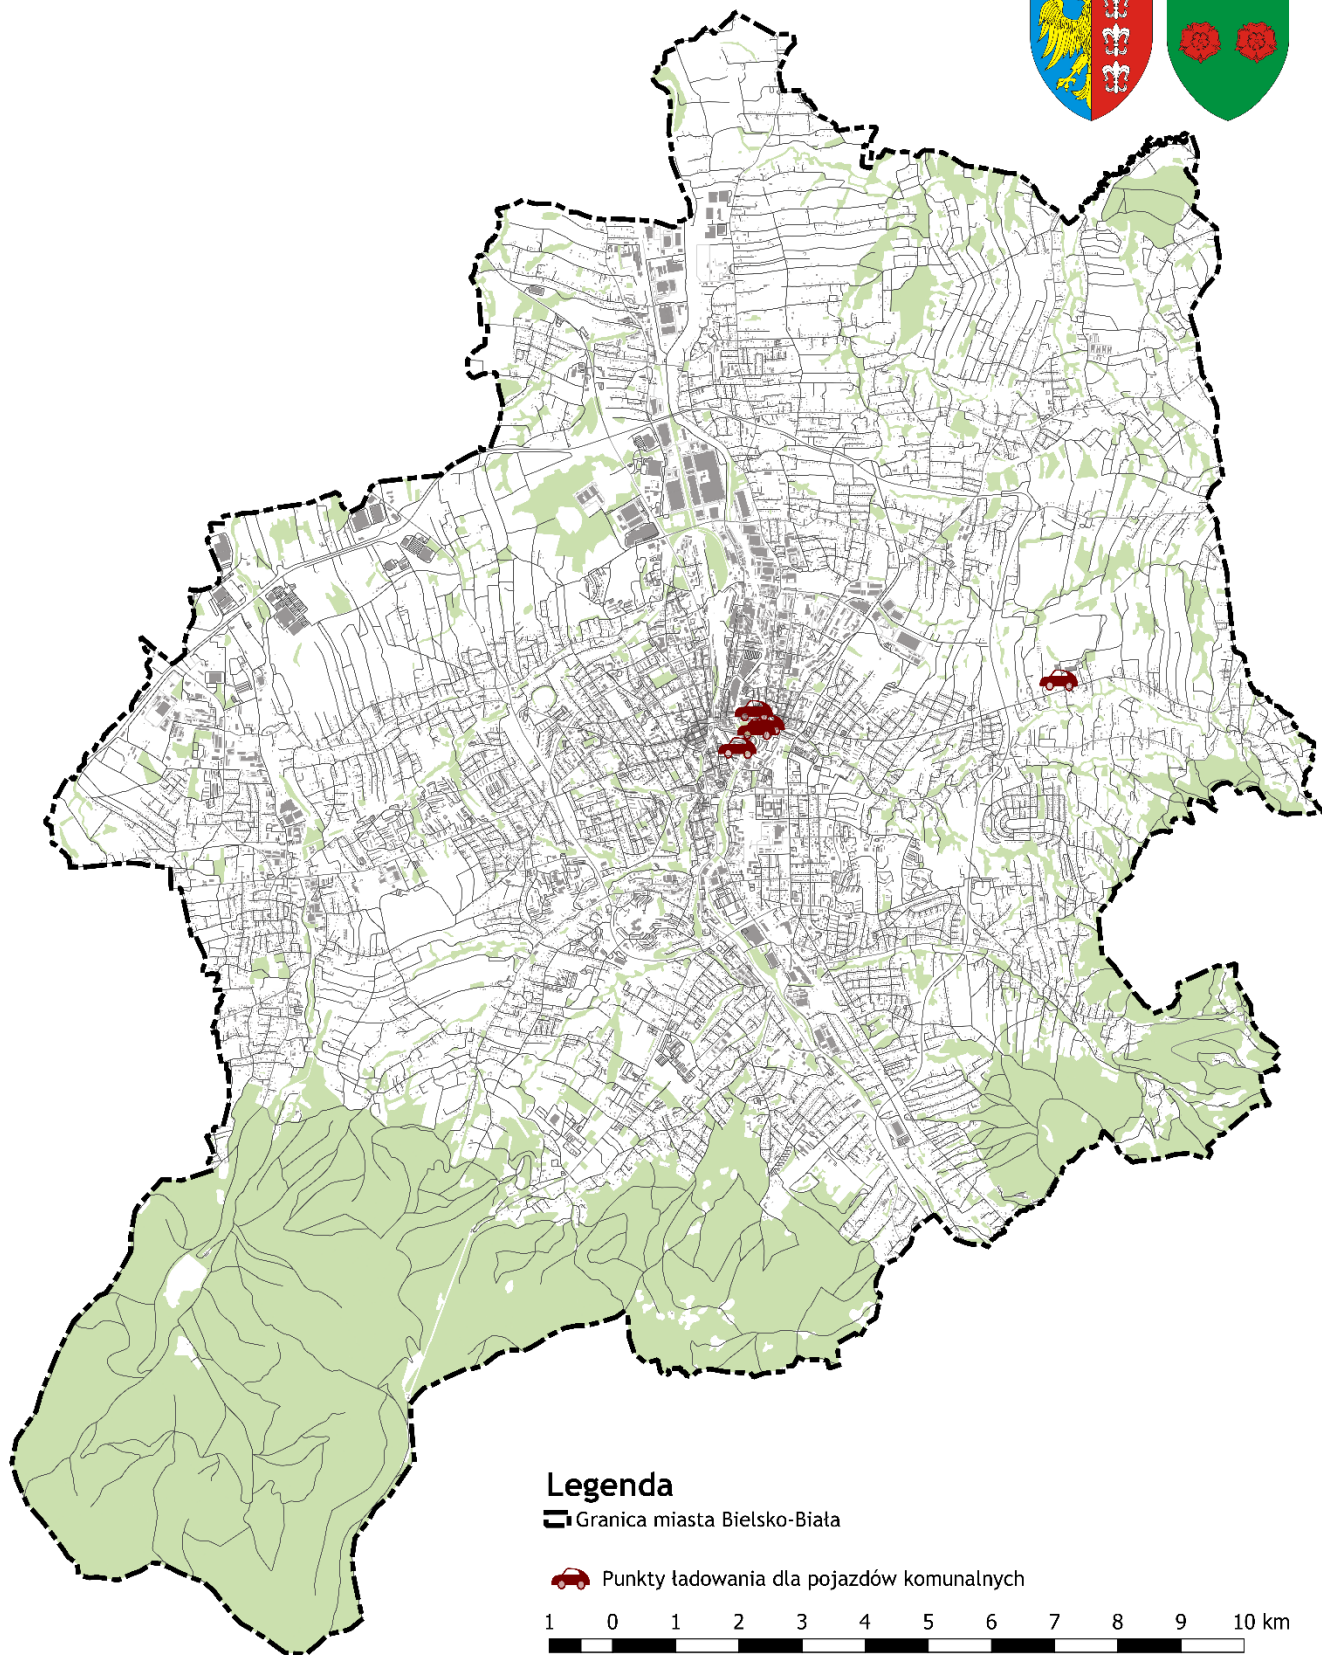 Legenda
Granica miasta Bielsko-Biała
Punkty ładowania dla pojazdów komunalnych
1 0 1 2 3 4 5 6 7 8 9 10 km